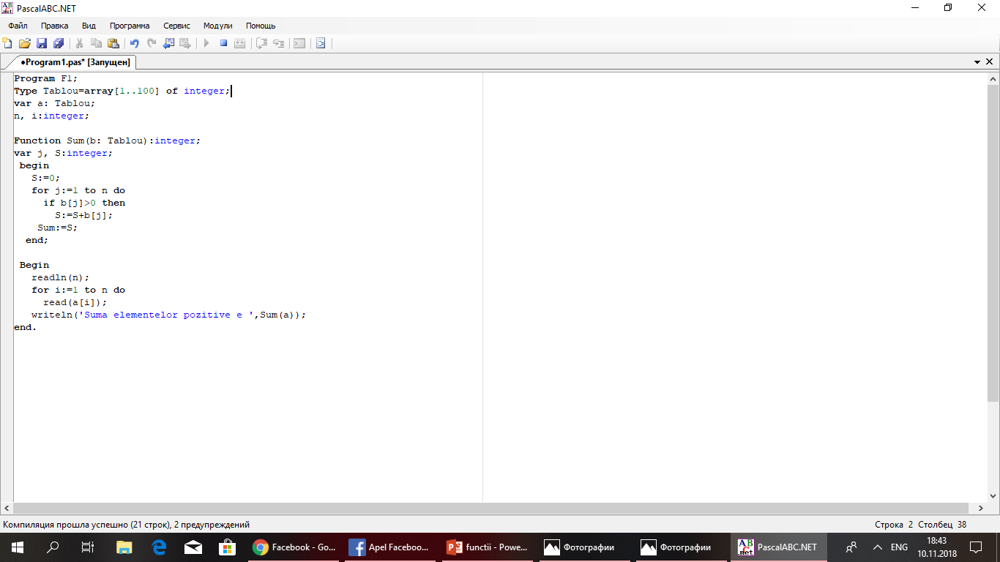 PascalABC.NET
Файл Правка Вид Программа Сервис Модули Помощь
•Program1.pas* [Запущен]
Program F1;
Type Tablou=array[1..100] of integer;
var a: Tablou;
n, i:integer;
Function Sum(b: Tablou):integer;
var j, S:integer;
begin
S:=0;
for j:=1 to n do
if b[j]>0 then
S:=S+b[j];
Sum:=S;
end;
Begin
readln(n);
for i:=1 to n do
read(a[i]);
writeln('Suma elementelor pozitive e ',Sum(a));
end.
Компиляция прошла успешно (21 строк), 2 предупреждений
Строка 2 Столбец 38
Facebook - Go... Apel Faceboo... functii - Powe... Фотографии Фотографии PascalABC.NET ENG
18:43
10.11.2018